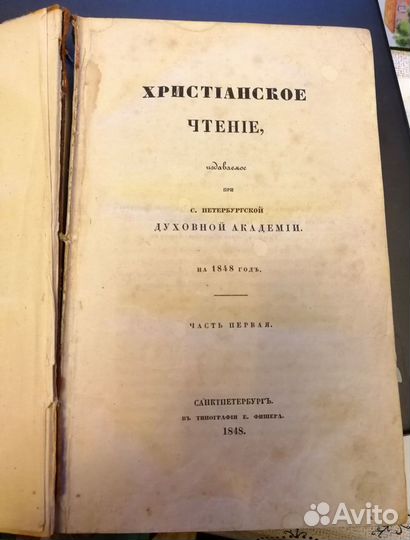 ХРИСТІАНСКОЕ
ЧТЕНІЕ,
издаваемое
ПРИ
С. ПЕТЕРБУРГСКОЙ
ДУХОВНОЙ АКАДЕМІИ.
НА 1848 ГОДЪ.
ЧАСТЬ ПЕРВАЯ.
САНКТПЕТЕРБУРГЪ.
ВЪ ТИПОГРАФІИ Е. ФИШЕРА.
1848.
Avito